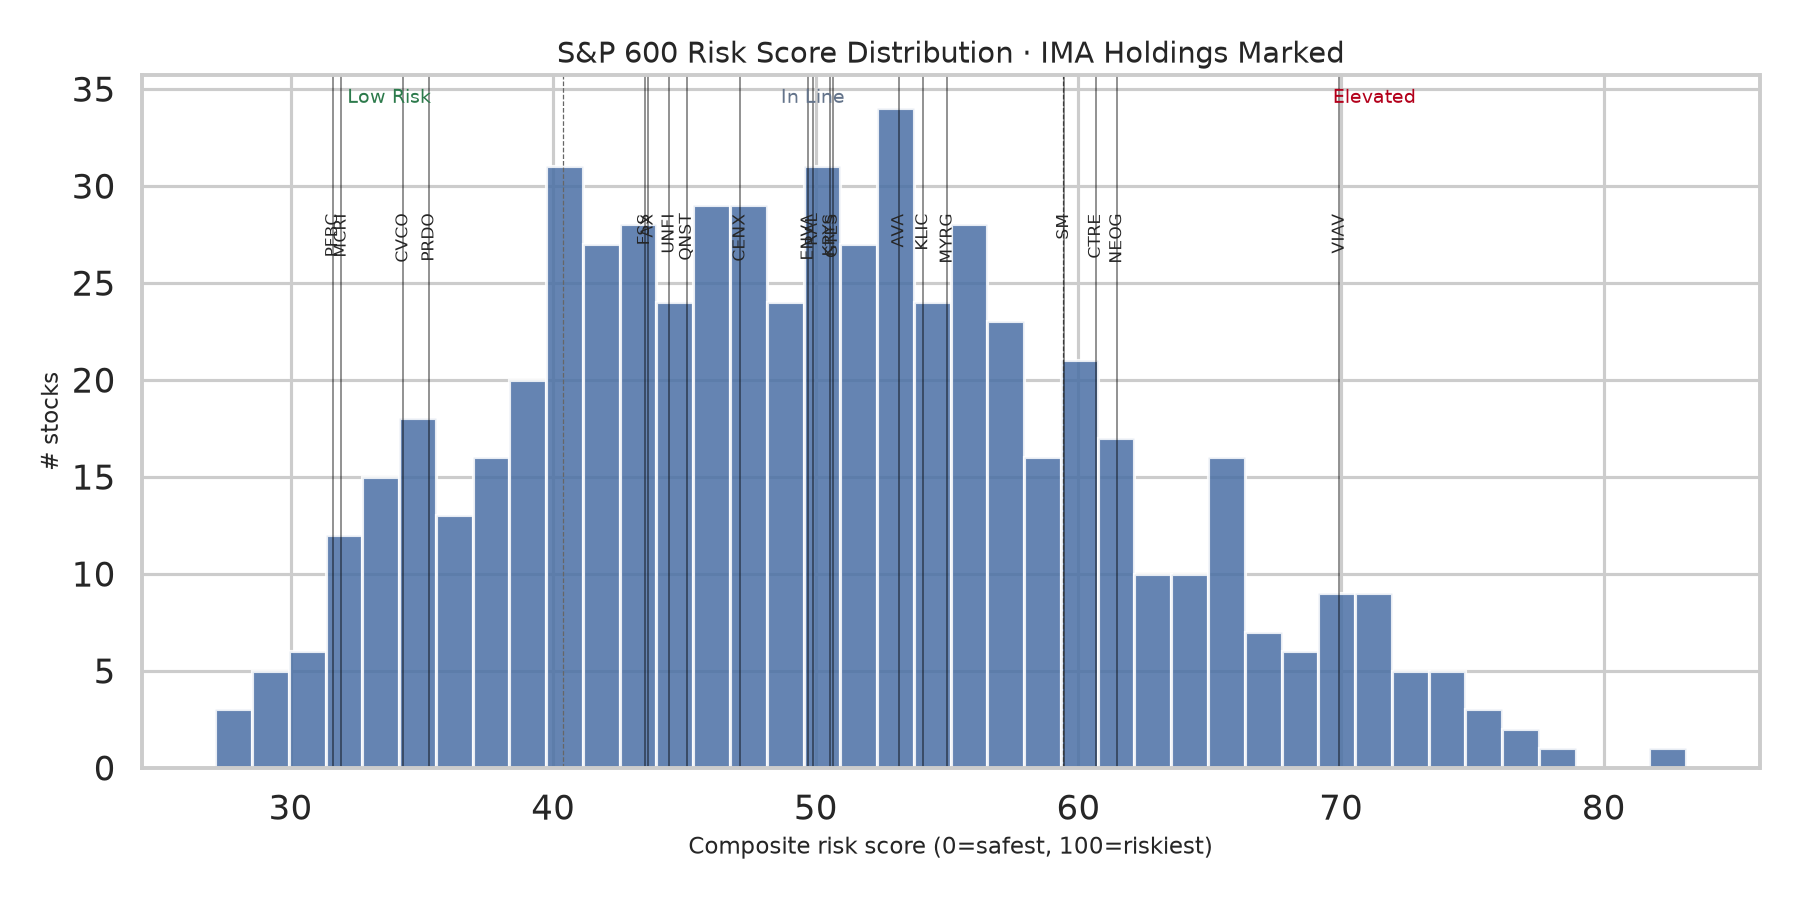 S&P 600 Risk Score Distribution · IMA Holdings Marked
35
30
25
20
15
10
5
0
# stocks
Low Risk
In Line
Elevated
PFBC
MCRI
CVCO
PRDO
UNFI
QNST
CENX
ENVA
AVA
KLIC
MYRG
SM
CTRE
NEOG
VIAV
30
40
50
60
70
80
Composite risk score (0=safest, 100=riskiest)